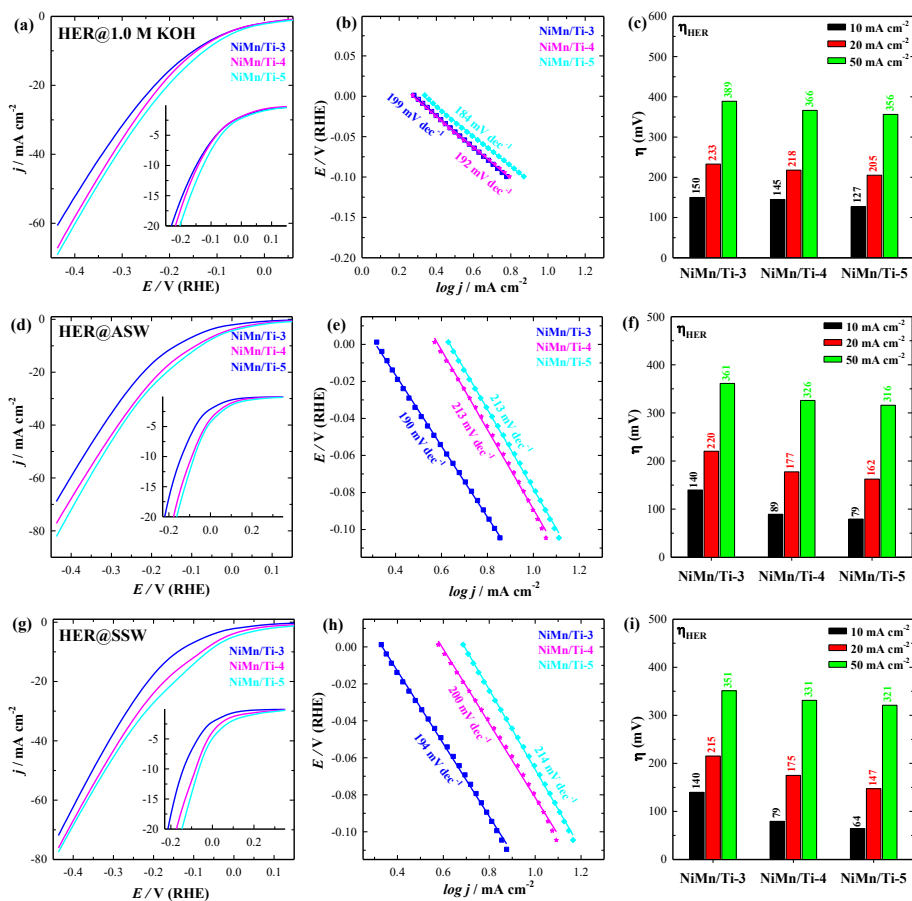 (a)
HER@1.0 M KOH
NiMn/Ti-3
NiMn/Ti-4
NiMn/Ti-5
0
-20
-40
-60
j / mA cm-2
-5
-10
-15
-20
-0.2 -0.1 0.0 0.1
-0.4 -0.3 -0.2 -0.1 0.0
E / V (RHE)
(b)
0.10
0.05
0.00
-0.05
-0.10
-0.15
-0.20
E / V (RHE)
199 mV dec-1
184 mV dec-1
192 mV dec-1
0.0 0.2 0.4 0.6 0.8 1.0 1.2
log j / mA cm-2
(c)
ηHER
10 mA cm-2
20 mA cm-2
50 mA cm-2
600
500
400
300
200
100
0
η (mV)
150 233 389
145 218 366
127 205 356
NiMn/Ti-3 NiMn/Ti-4 NiMn/Ti-5
(d)
HER@ASW
NiMn/Ti-3
NiMn/Ti-4
NiMn/Ti-5
0
-20
-40
-60
-80
j / mA cm-2
0
-5
-10
-15
-20
-0.2 0.0 0.2
-0.4 -0.3 -0.2 -0.1 0.0 0.1
E / V (RHE)
(e)
NiMn/Ti-3
NiMn/Ti-4
NiMn/Ti-5
0.00
-0.02
-0.04
-0.06
-0.08
-0.10
E / V (RHE)
190 mV dec-1
213 mV dec-1
213 mV dec-1
0.4 0.6 0.8 1.0 1.2
log j / mA cm-2
(f)
ηHER
10 mA cm-2
20 mA cm-2
50 mA cm-2
500
400
300
200
100
0
η (mV)
140 220 361
89 177 326
79 162 316
NiMn/Ti-3 NiMn/Ti-4 NiMn/Ti-5
(g)
HER@SSW
NiMn/Ti-3
NiMn/Ti-4
NiMn/Ti-5
0
-20
-40
-60
-80
j / mA cm-2
0
-5
-10
-15
-20
-0.2 0.0 0.2
-0.4 -0.3 -0.2 -0.1 0.0 0.1
E / V (RHE)
(h)
NiMn/Ti-3
NiMn/Ti-4
NiMn/Ti-5
0.00
-0.02
-0.04
-0.06
-0.08
-0.10
E / V (RHE)
194 mV dec-1
200 mV dec-1
214 mV dec-1
0.4 0.6 0.8 1.0 1.2
log j / mA cm-2
(i)
ηHER
10 mA cm-2
20 mA cm-2
50 mA cm-2
500
400
300
200
100
0
η (mV)
140 215 351
79 175 331
64 147 321
NiMn/Ti-3 NiMn/Ti-4 NiMn/Ti-5